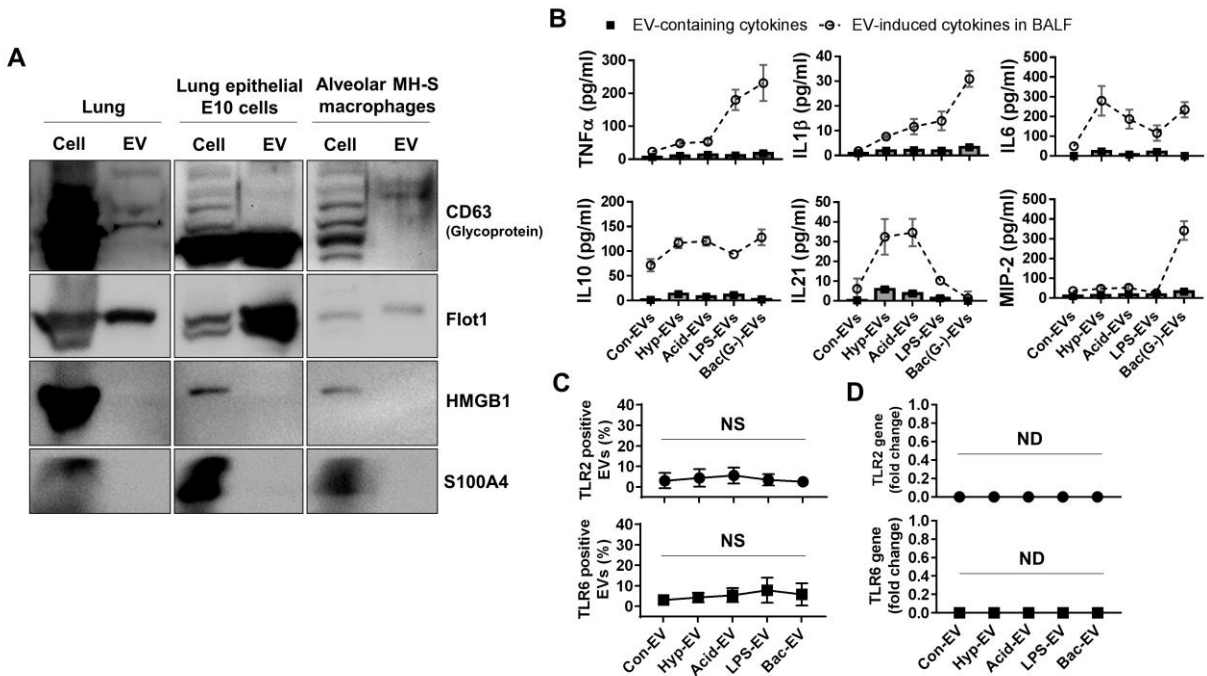 A
Lung
Lung epithelial
E10 cells
Alveolar MH-S
macrophages
Cell
EV
Cell
EV
Cell
EV
CD63
(Glycoprotein)
Flot1
HMGB1
S100A4
B
EV-containing cytokines
EV-induced cytokines in BALF
TNFα (pg/ml)
300
200
100
0
IL1β (pg/ml)
40
30
20
10
0
IL6 (pg/ml)
500
400
300
200
100
0
IL10 (pg/ml)
200
150
100
50
0
Con-EVs
Hyp-EVs
Acid-EVs
LPS-EVs
Bac(G-)-EVs
IL21 (pg/ml)
50
40
30
20
10
0
Con-EVs
Hyp-EVs
Acid-EVs
LPS-EVs
Bac(G-)-EVs
MIP-2 (pg/ml)
500
400
300
200
100
0
Con-EVs
Hyp-EVs
Acid-EVs
LPS-EVs
Bac(G-)-EVs
C
TLR2 positive
EVs (%)
40
30
20
10
0
NS
TLR6 positive
EVs (%)
40
30
20
10
0
NS
Con-EV
Hyp-EV
Acid-EV
LPS-EV
Bac-EV
D
TLR2 gene
(fold change)
1.0
0.8
0.6
0.4
0.2
0.0
ND
TLR6 gene
(fold change)
1.0
0.8
0.6
0.4
0.2
0.0
ND
Con-EV
Hyp-EV
Acid-EV
LPS-EV
Bac-EV